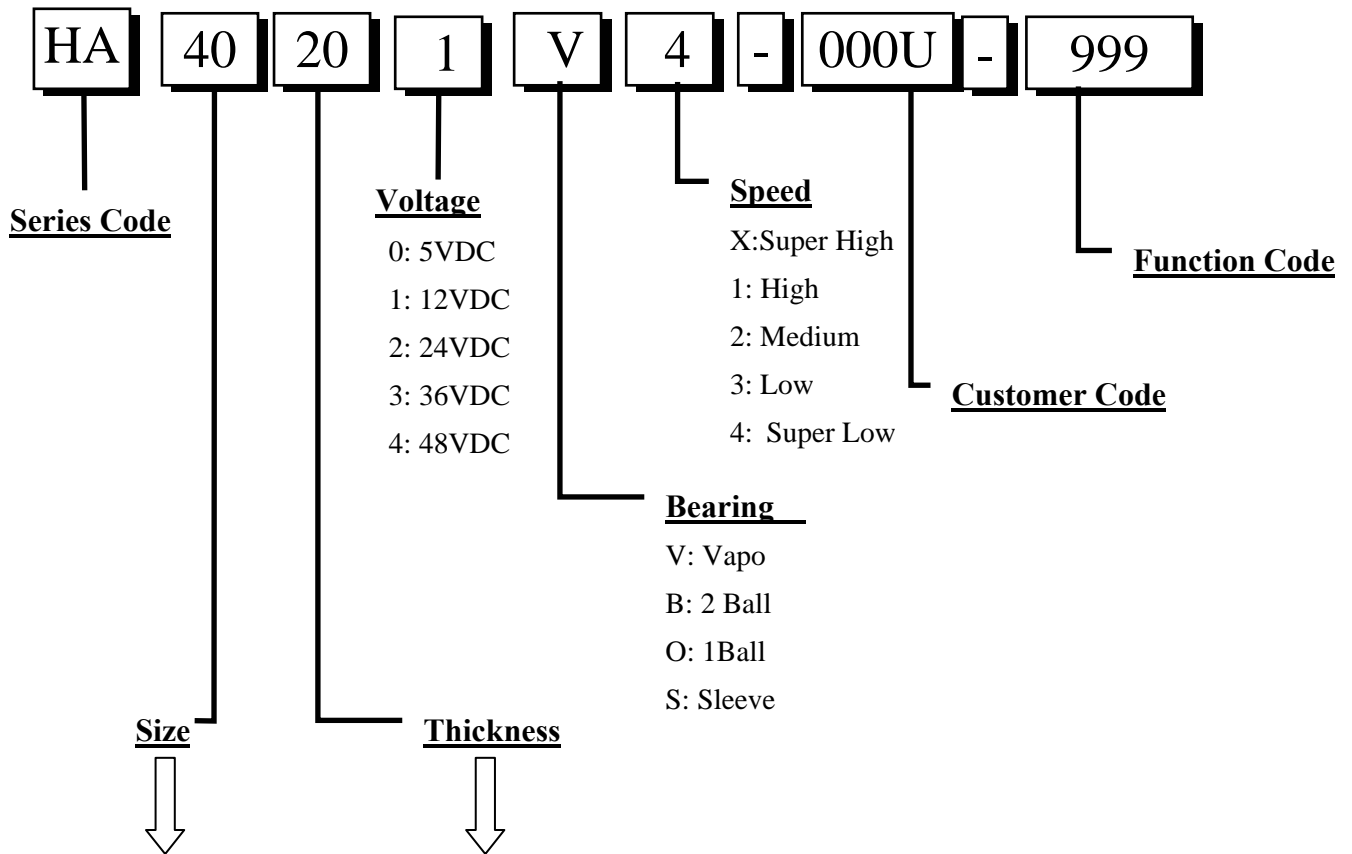 HA 40 20 1 V 4 - 000U - 999
Series Code
Voltage
0: 5VDC
1: 12VDC
2: 24VDC
3: 36VDC
4: 48VDC
Speed
X:Super High
1: High
2: Medium
3: Low
4: Super Low
Function Code
Customer Code
Bearing
V: Vapo
B: 2 Ball
O: 1Ball
S: Sleeve
Size
Thickness